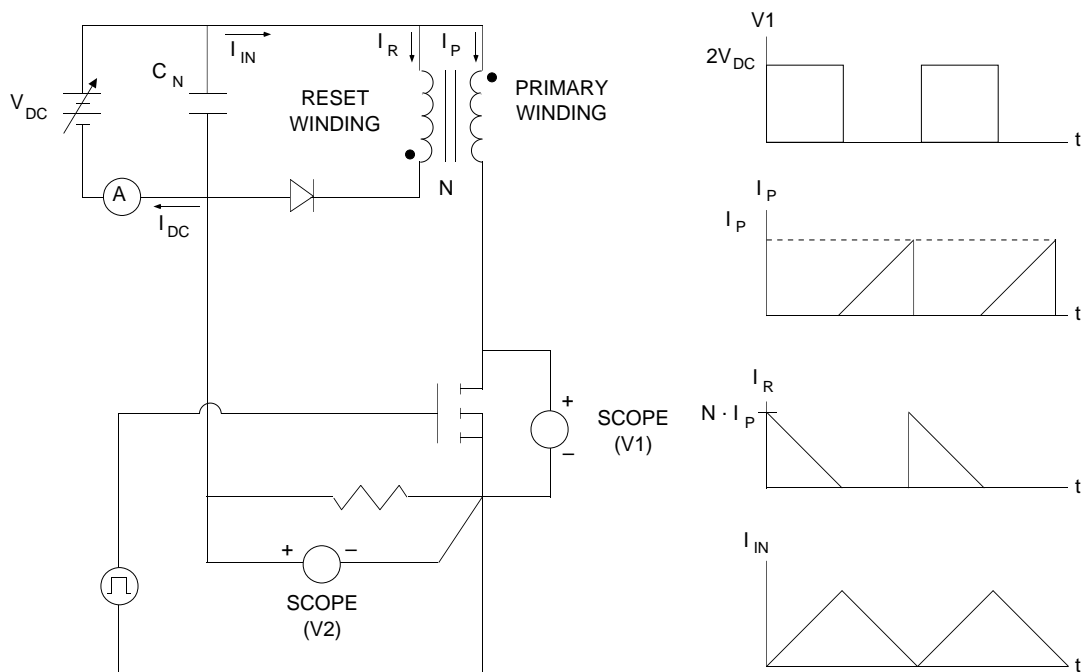 V DC
A
I DC
C N
I IN
I R
I P
RESET
WINDING
N
PRIMARY
WINDING
+
SCOPE
(V1)
–
+
–
SCOPE
(V2)
V1
2V DC
t
I P
I P
t
I R
N · I P
t
I IN
t